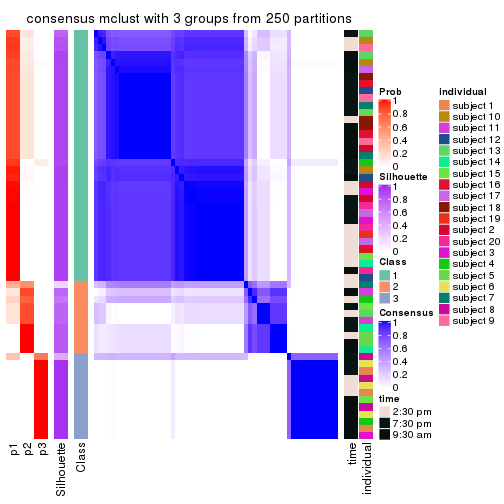 consensus mclust with 3 groups from 250 partitions
p1
p2
p3
Silhouette
Class
time
individual
Prob
1
0.8
0.6
0.4
0.2
0
Silhouette
1
0.8
0.6
0.4
0.2
0
Class
1
2
3
Consensus
1
0.8
0.6
0.4
0.2
0
time
2:30 pm
7:30 pm
9:30 am
individual
subject 1
subject 10
subject 11
subject 12
subject 13
subject 14
subject 15
subject 16
subject 17
subject 18
subject 19
subject 2
subject 20
subject 3
subject 4
subject 5
subject 6
subject 7
subject 8
subject 9